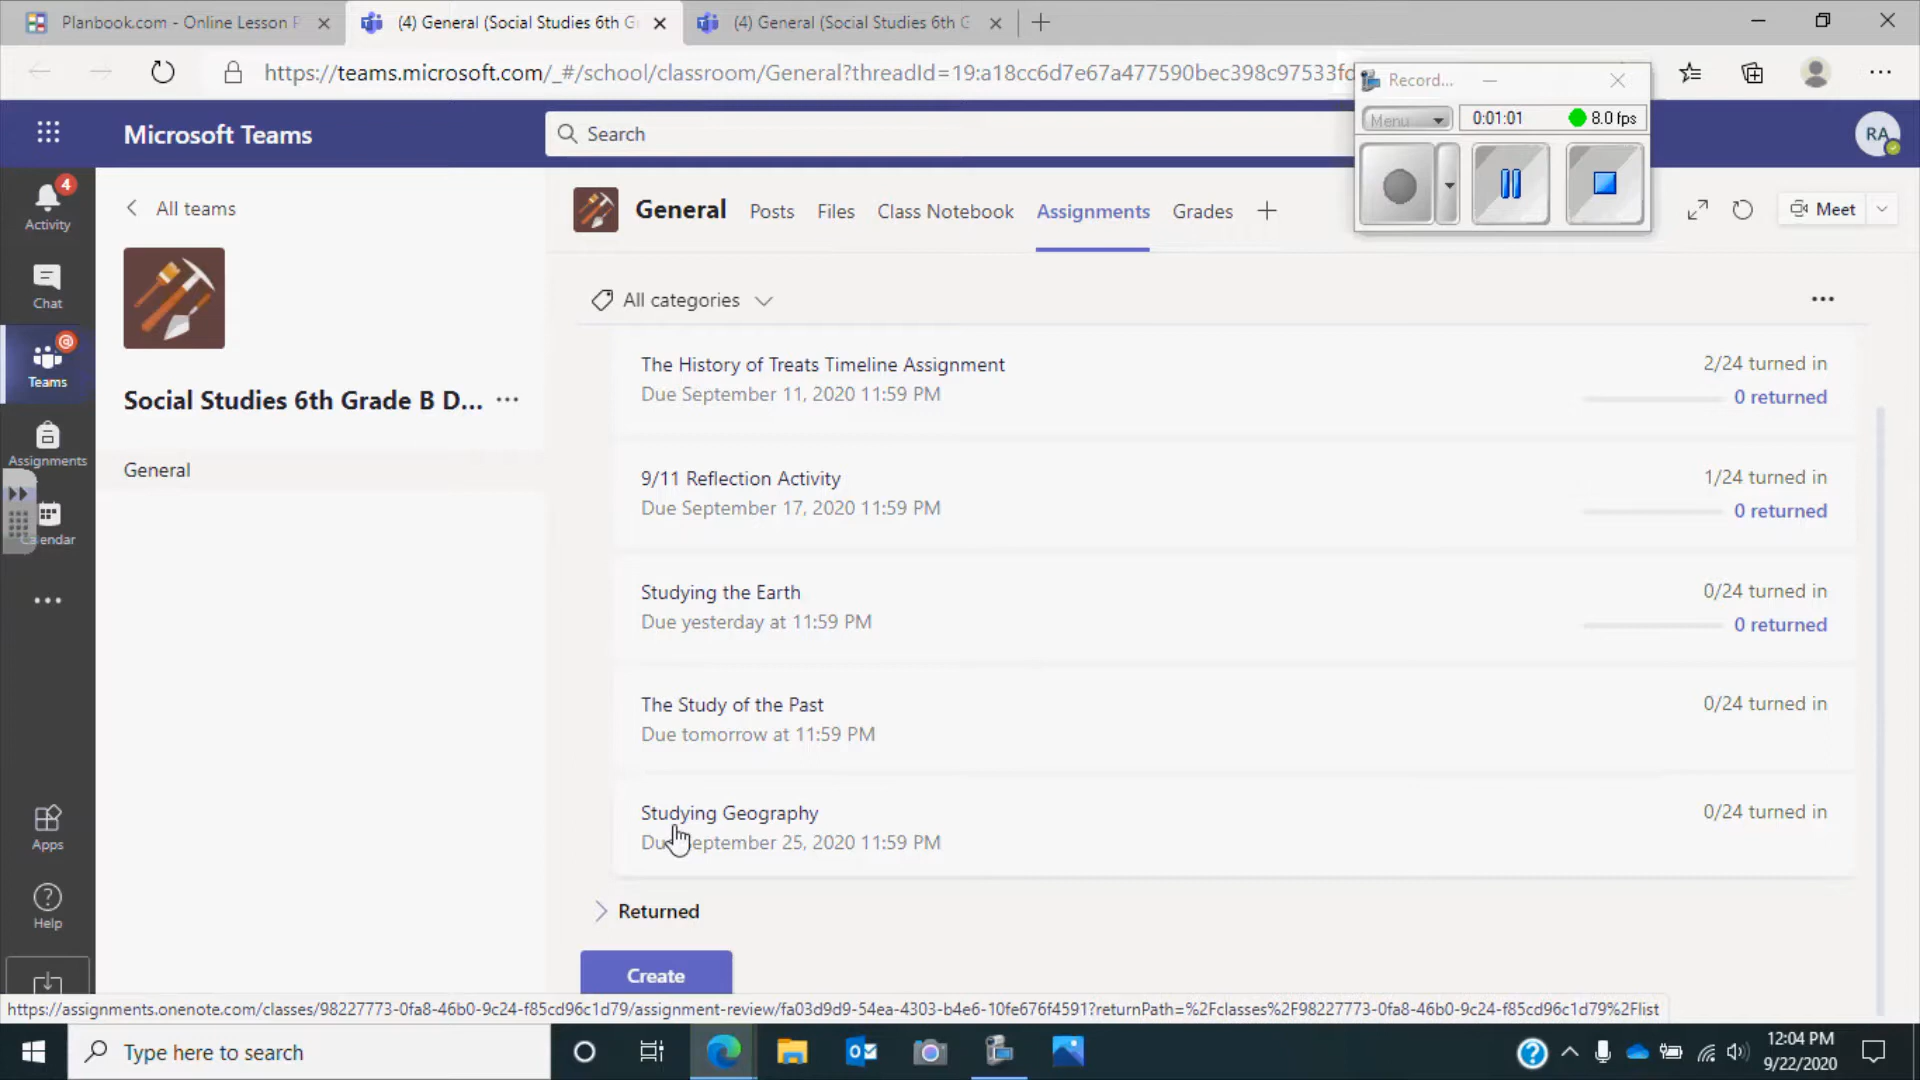 Planbook.com - Online Lesson P
(4) General (Social Studies 6th G
(4) General (Social Studies 6th G
https://teams.microsoft.com/_#/school/classroom/General?threadId=19:a18cc6d7e67a477590bec398c97533fd
Record...
Menu
0:01:01
8.0 fps
Microsoft Teams
Search
RA
4
Activity
Chat
Teams
Assignments
Calendar
Apps
Help
All teams
Social Studies 6th Grade B D...
General
General
Posts
Files
Class Notebook
Assignments
Grades
Meet
All categories
The History of Treats Timeline Assignment
Due September 11, 2020 11:59 PM
2/24 turned in
0 returned
9/11 Reflection Activity
Due September 17, 2020 11:59 PM
1/24 turned in
0 returned
Studying the Earth
Due yesterday at 11:59 PM
0/24 turned in
0 returned
The Study of the Past
Due tomorrow at 11:59 PM
0/24 turned in
Studying Geography
Due September 25, 2020 11:59 PM
0/24 turned in
Returned
Create
https://assignments.onenote.com/classes/98227773-0fa8-46b0-9c24-f85cd96c1d79/assignment-review/fa03d9d9-54ea-4303-b4e6-10fe676f4591?returnPath=%2Fclasses%2F98227773-0fa8-46b0-9c24-f85cd96c1d79%2Flist
Type here to search
12:04 PM
9/22/2020